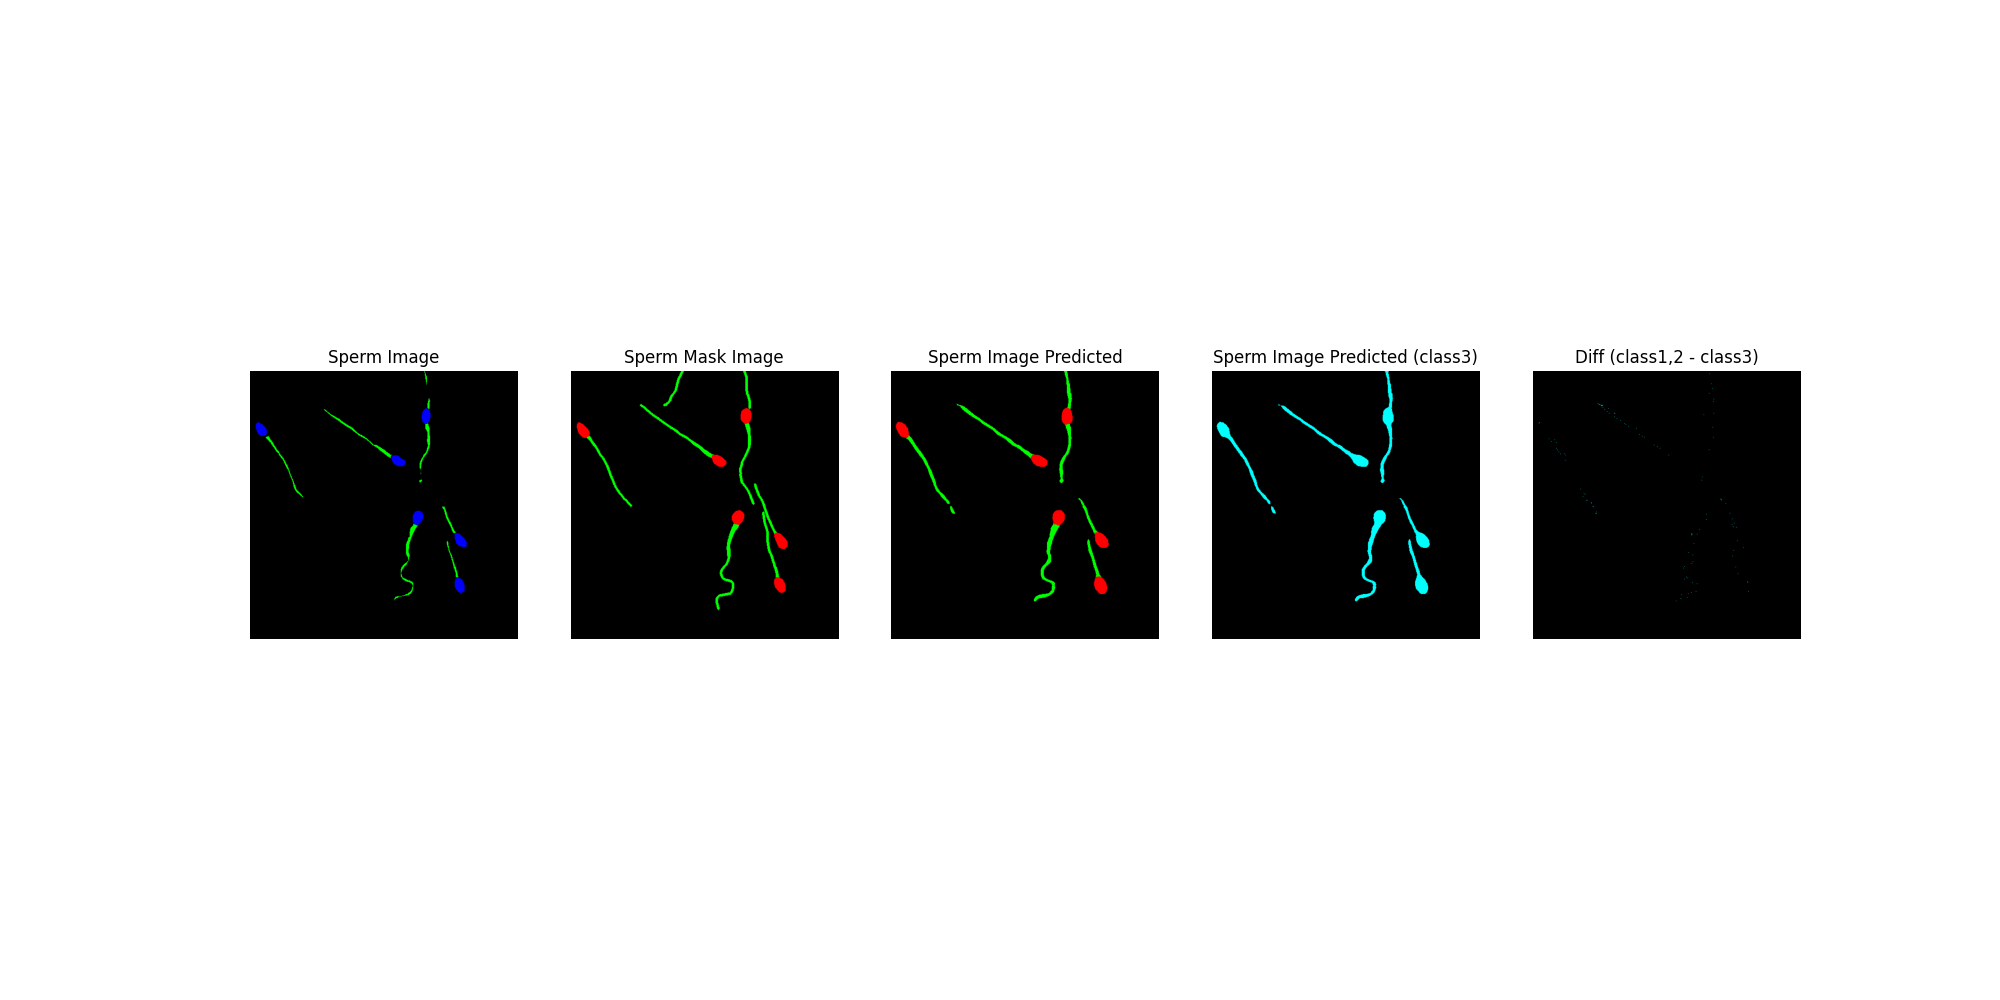 Sperm Image
Sperm Mask Image
Sperm Image Predicted
Sperm Image Predicted (class3)
Diff (class1,2 - class3)